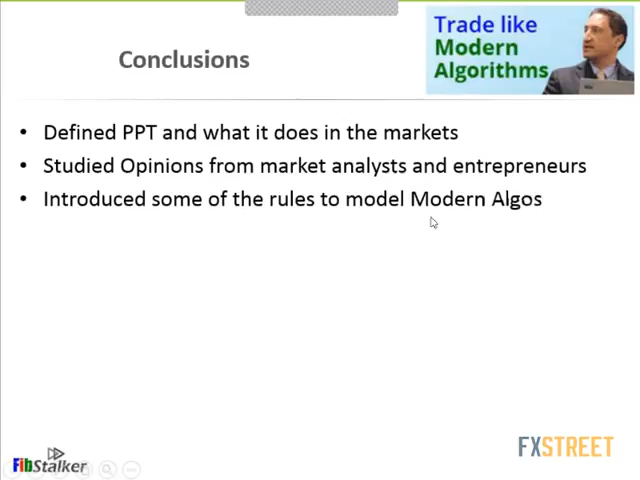 Trade like
Modern
Algorithms
Conclusions
• Defined PPT and what it does in the markets
• Studied Opinions from market analysts and entrepreneurs
• Introduced some of the rules to model Modern Algos
FXSTREET
FibStalker